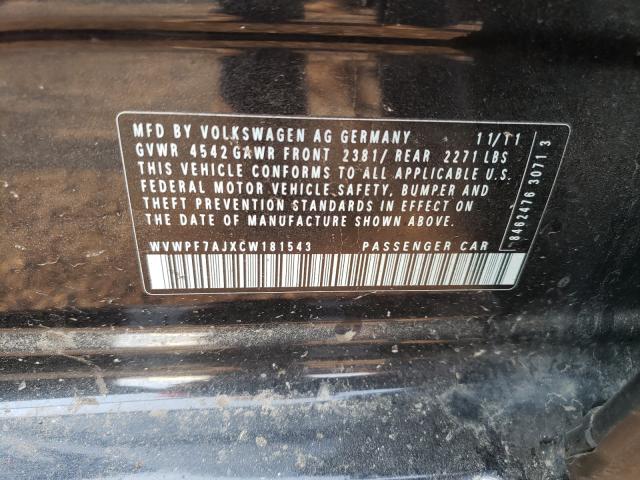 MFD BY VOLKSWAGEN AG GERMANY 11/11
GVWR 4542 GAWR FRONT 2381/ REAR 2271 LBS
THIS VEHICLE CONFORMS TO ALL APPLICABLE U.S.
FEDERAL MOTOR VEHICLE SAFETY, BUMPER AND
THEFT PREVENTION STANDARDS IN EFFECT ON
THE DATE OF MANUFACTURE SHOWN ABOVE.
WVWPF7AJXCW181543 PASSENGER CAR
8462476 3071 3